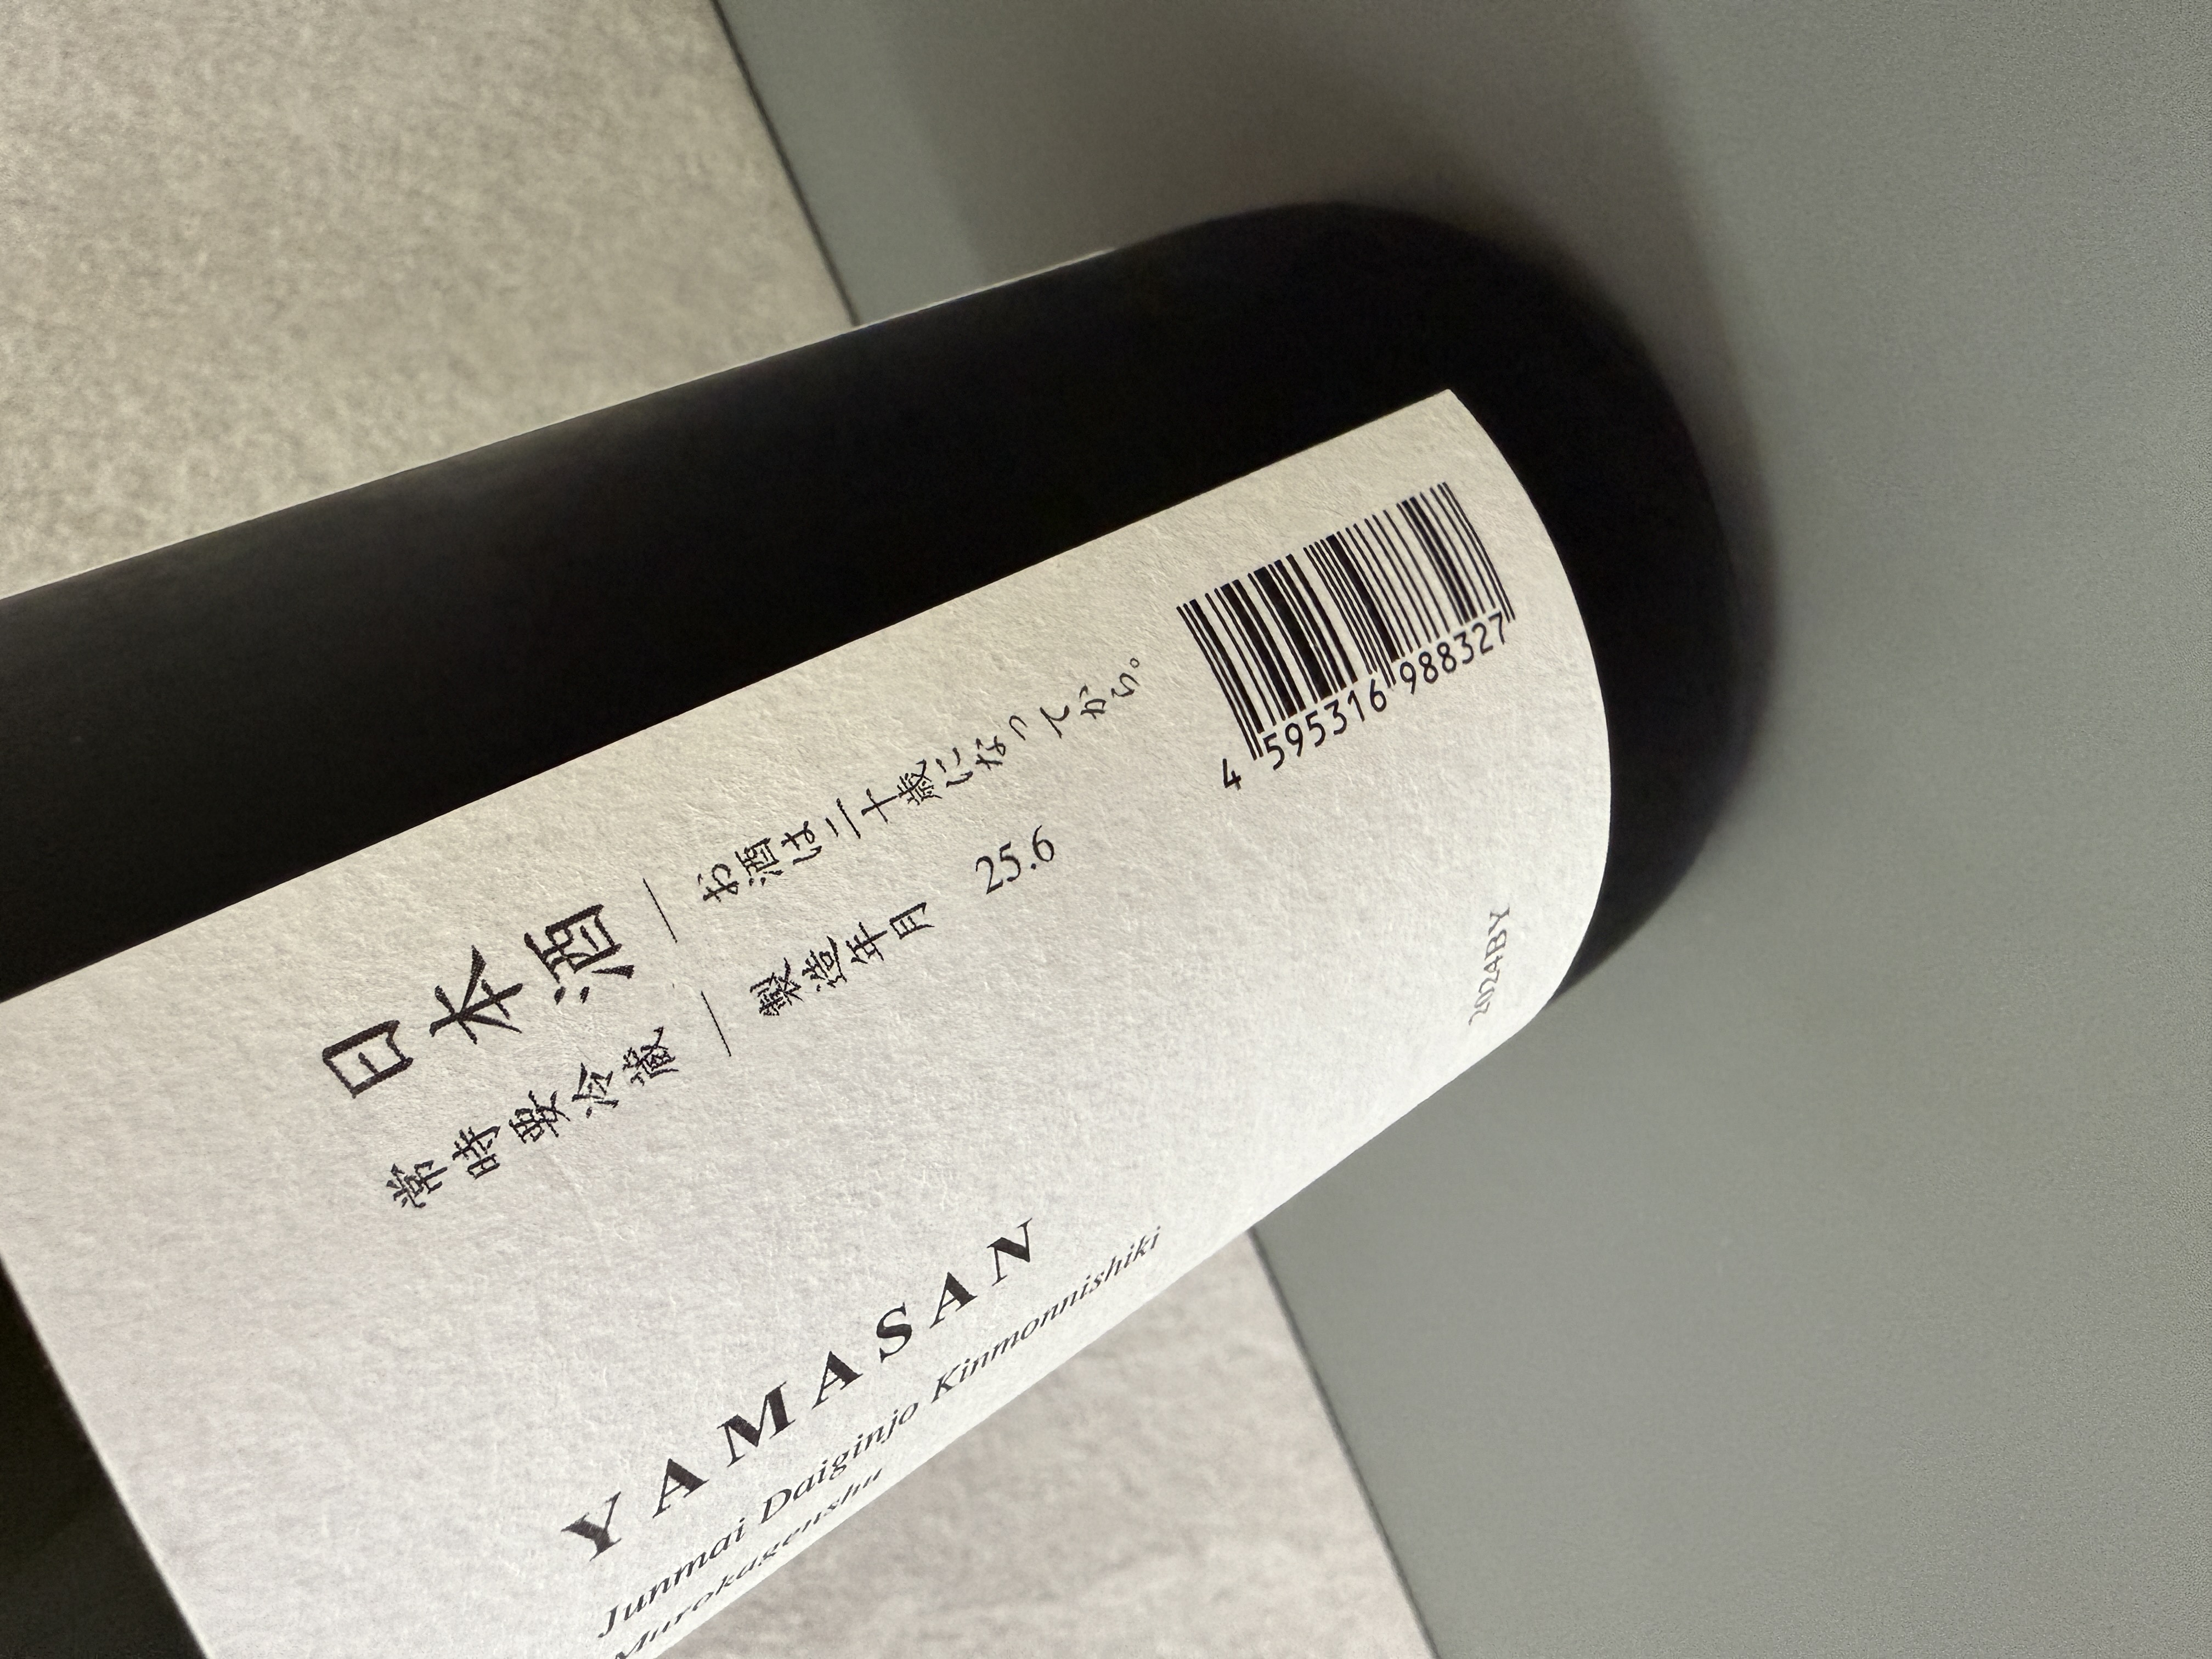 日本酒
お酒は二十歳になってから。
常時要冷蔵
製造年月 25.6
4 595316 988327
YAMASAN
Junmai Daiginjo Kinmonnishiki
Murokagenshu
2024BY